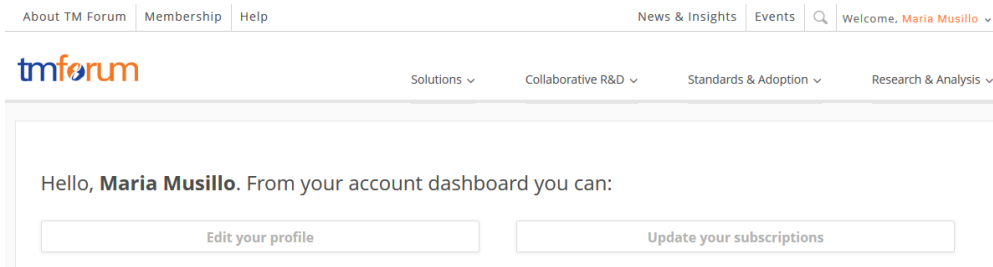 About TM Forum Membership Help News & Insights Events Welcome, Maria Musillo
tmforum
Solutions Collaborative R&D Standards & Adoption Research & Analysis
Hello, Maria Musillo. From your account dashboard you can:
Edit your profile Update your subscriptions